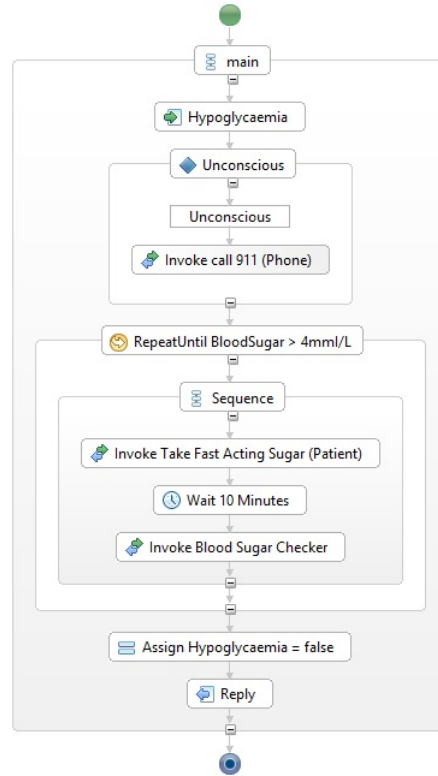 main
Hypoglycaemia
Unconscious
Unconscious
Invoke call 911 (Phone)
RepeatUntil BloodSugar > 4mml/L
Sequence
Invoke Take Fast Acting Sugar (Patient)
Wait 10 Minutes
Invoke Blood Sugar Checker
Assign Hypoglycaemia = false
Reply